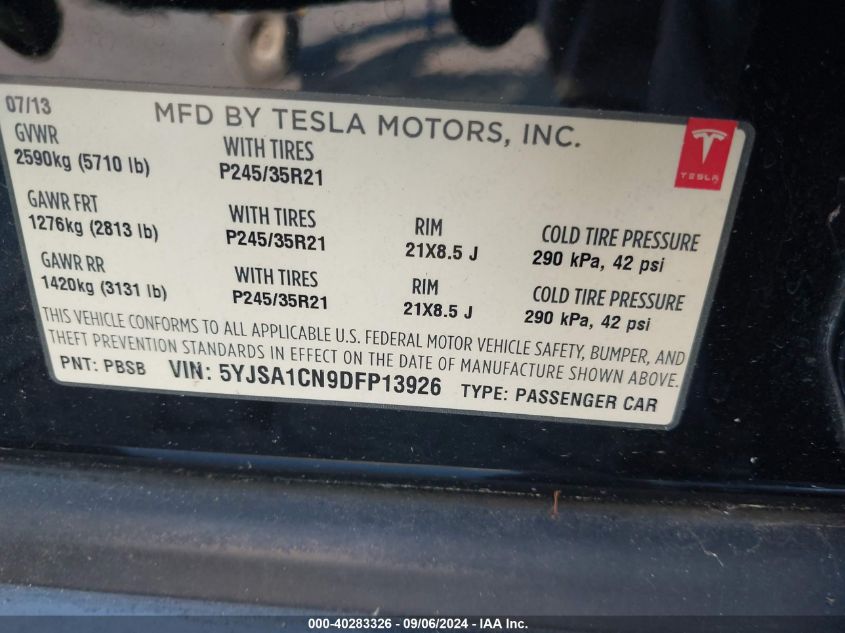 07/13
MFD BY TESLA MOTORS, INC.
TESLA
GVWR
2590kg (5710 lb)
WITH TIRES
P245/35R21
GAWR FRT
1276kg (2813 lb)
WITH TIRES
P245/35R21
RIM
21X8.5 J
COLD TIRE PRESSURE
290 kPa, 42 psi
GAWR RR
1420kg (3131 lb)
WITH TIRES
P245/35R21
RIM
21X8.5 J
COLD TIRE PRESSURE
290 kPa, 42 psi
THIS VEHICLE CONFORMS TO ALL APPLICABLE U.S. FEDERAL MOTOR VEHICLE SAFETY, BUMPER, AND
THEFT PREVENTION STANDARDS IN EFFECT ON THE DATE OF MANUFACTURE SHOWN ABOVE.
PNT: PBSB VIN: 5YJSA1CN9DFP13926 TYPE: PASSENGER CAR
000-40283326 - 09/06/2024 - IAA Inc.